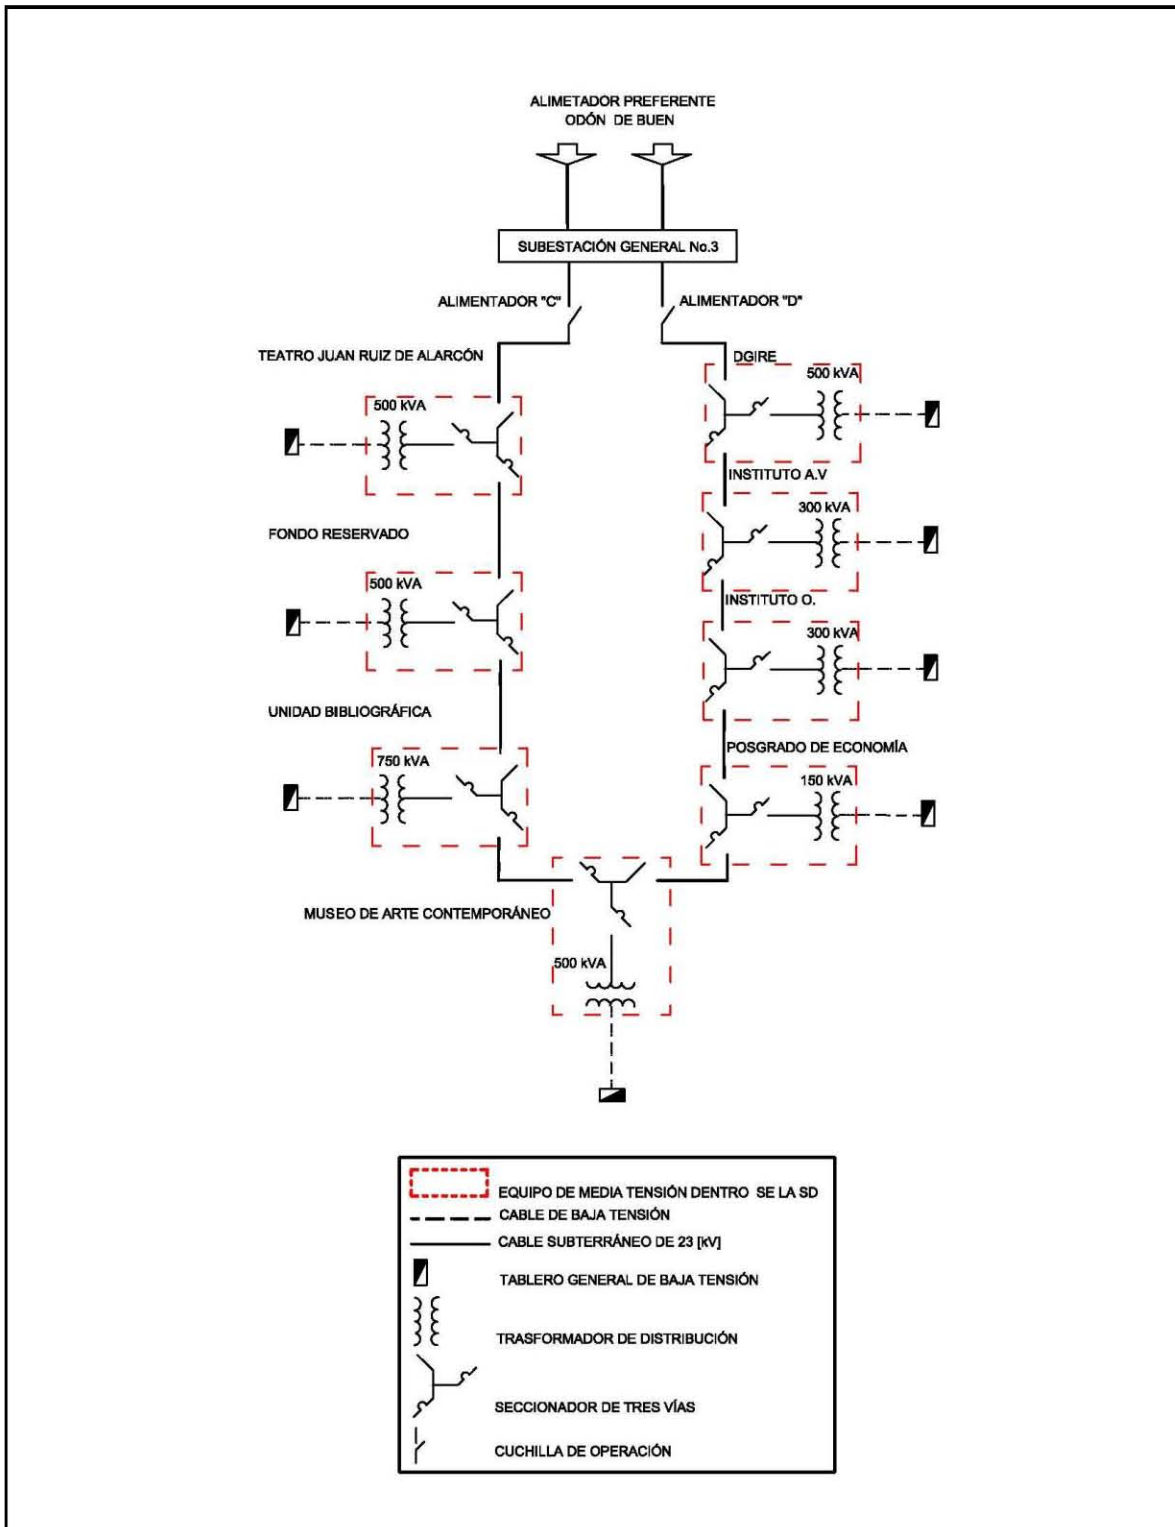 ALIMETADOR PREFERENTE
ODÓN DE BUEN
SUBESTACIÓN GENERAL No.3
ALIMENTADOR "C"
ALIMENTADOR "D"
TEATRO JUAN RUIZ DE ALARCÓN
DGIRE
500 kVA
500 kVA
INSTITUTO A.V
300 kVA
FONDO RESERVADO
500 kVA
INSTITUTO O.
300 kVA
UNIDAD BIBLIOGRÁFICA
POSGRADO DE ECONOMÍA
750 kVA
150 kVA
MUSEO DE ARTE CONTEMPORÁNEO
500 kVA
EQUIPO DE MEDIA TENSIÓN DENTRO SE LA SD
CABLE DE BAJA TENSIÓN
CABLE SUBTERRÁNEO DE 23 [kV]
TABLERO GENERAL DE BAJA TENSIÓN
TRASFORMADOR DE DISTRIBUCIÓN
SECCIONADOR DE TRES VÍAS
CUCHILLA DE OPERACIÓN